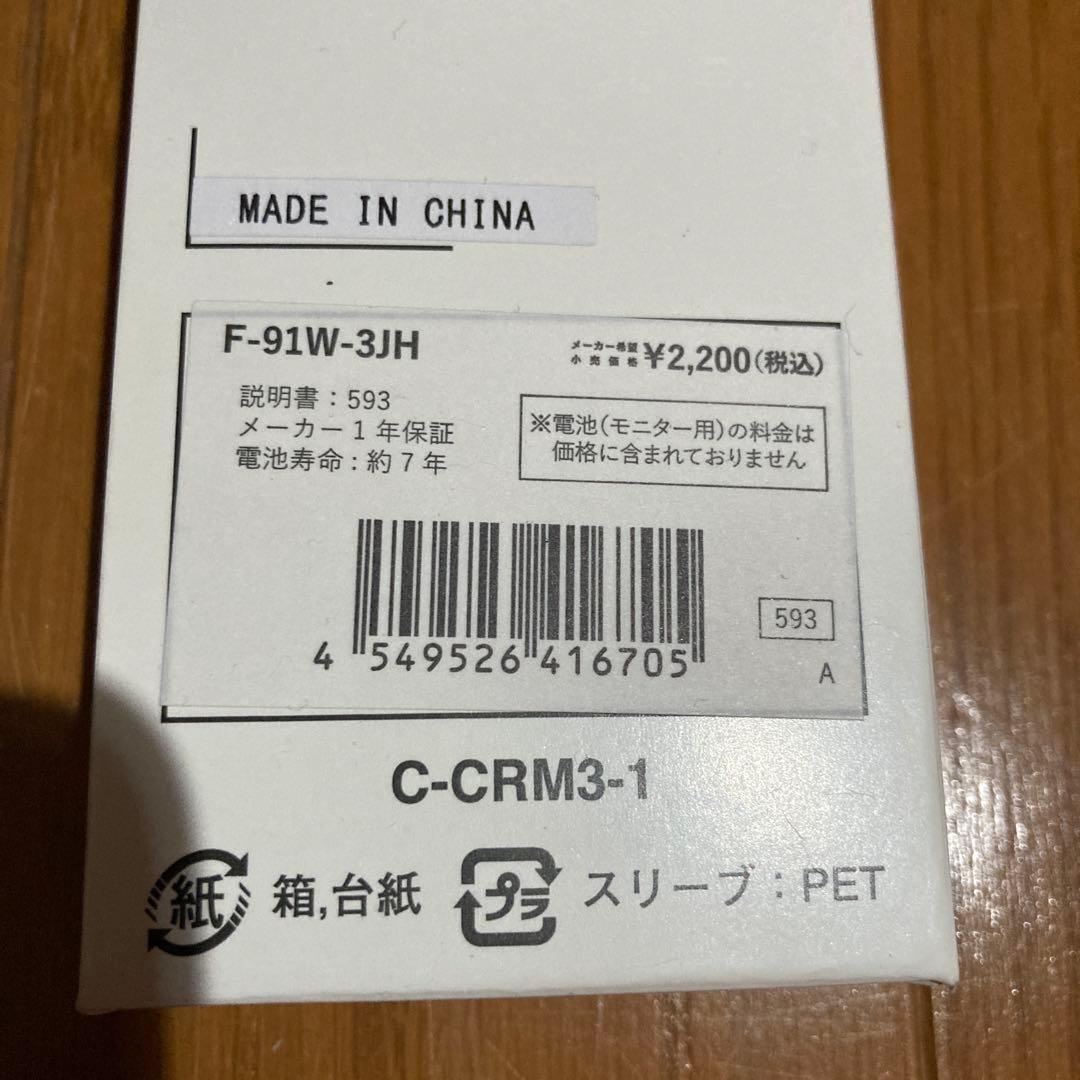 MADE IN CHINA
F-91W-3JH
メーカー希望
小売価格 ¥2,200(税込)
説明書:593
メーカー1年保証
電池寿命:約7年
※電池(モニター用)の料金は
価格に含まれておりません
593
4 549526 416705
A
C-CRM3-1
紙 箱,台紙 プラ スリーブ:PET